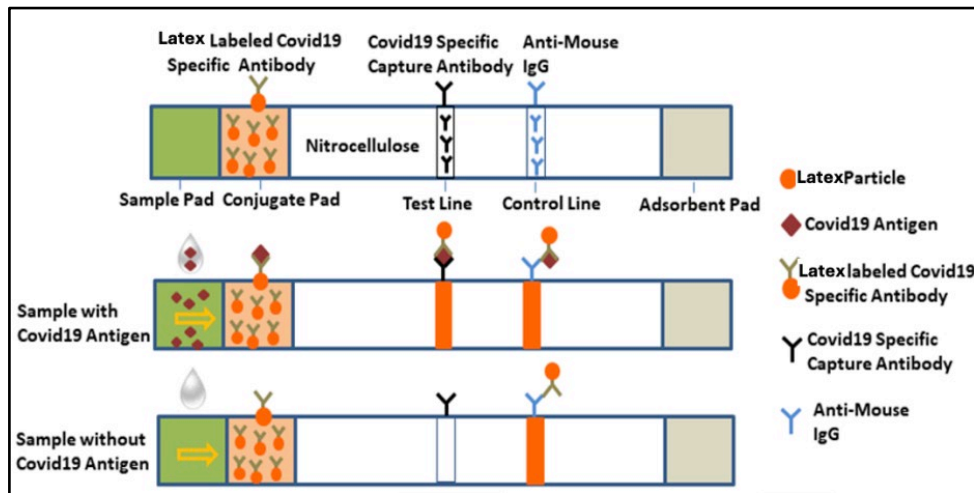 Latex Labeled Covid19
Specific Antibody
Covid19 Specific
Capture Antibody
Anti-Mouse
IgG
Nitrocellulose
Sample Pad
Conjugate Pad
Test Line
Control Line
Adsorbent Pad
Sample with
Covid19 Antigen
Sample without
Covid19 Antigen
LatexParticle
Covid19 Antigen
Latex labeled Covid19
Specific Antibody
Covid19 Specific
Capture Antibody
Anti-Mouse
IgG